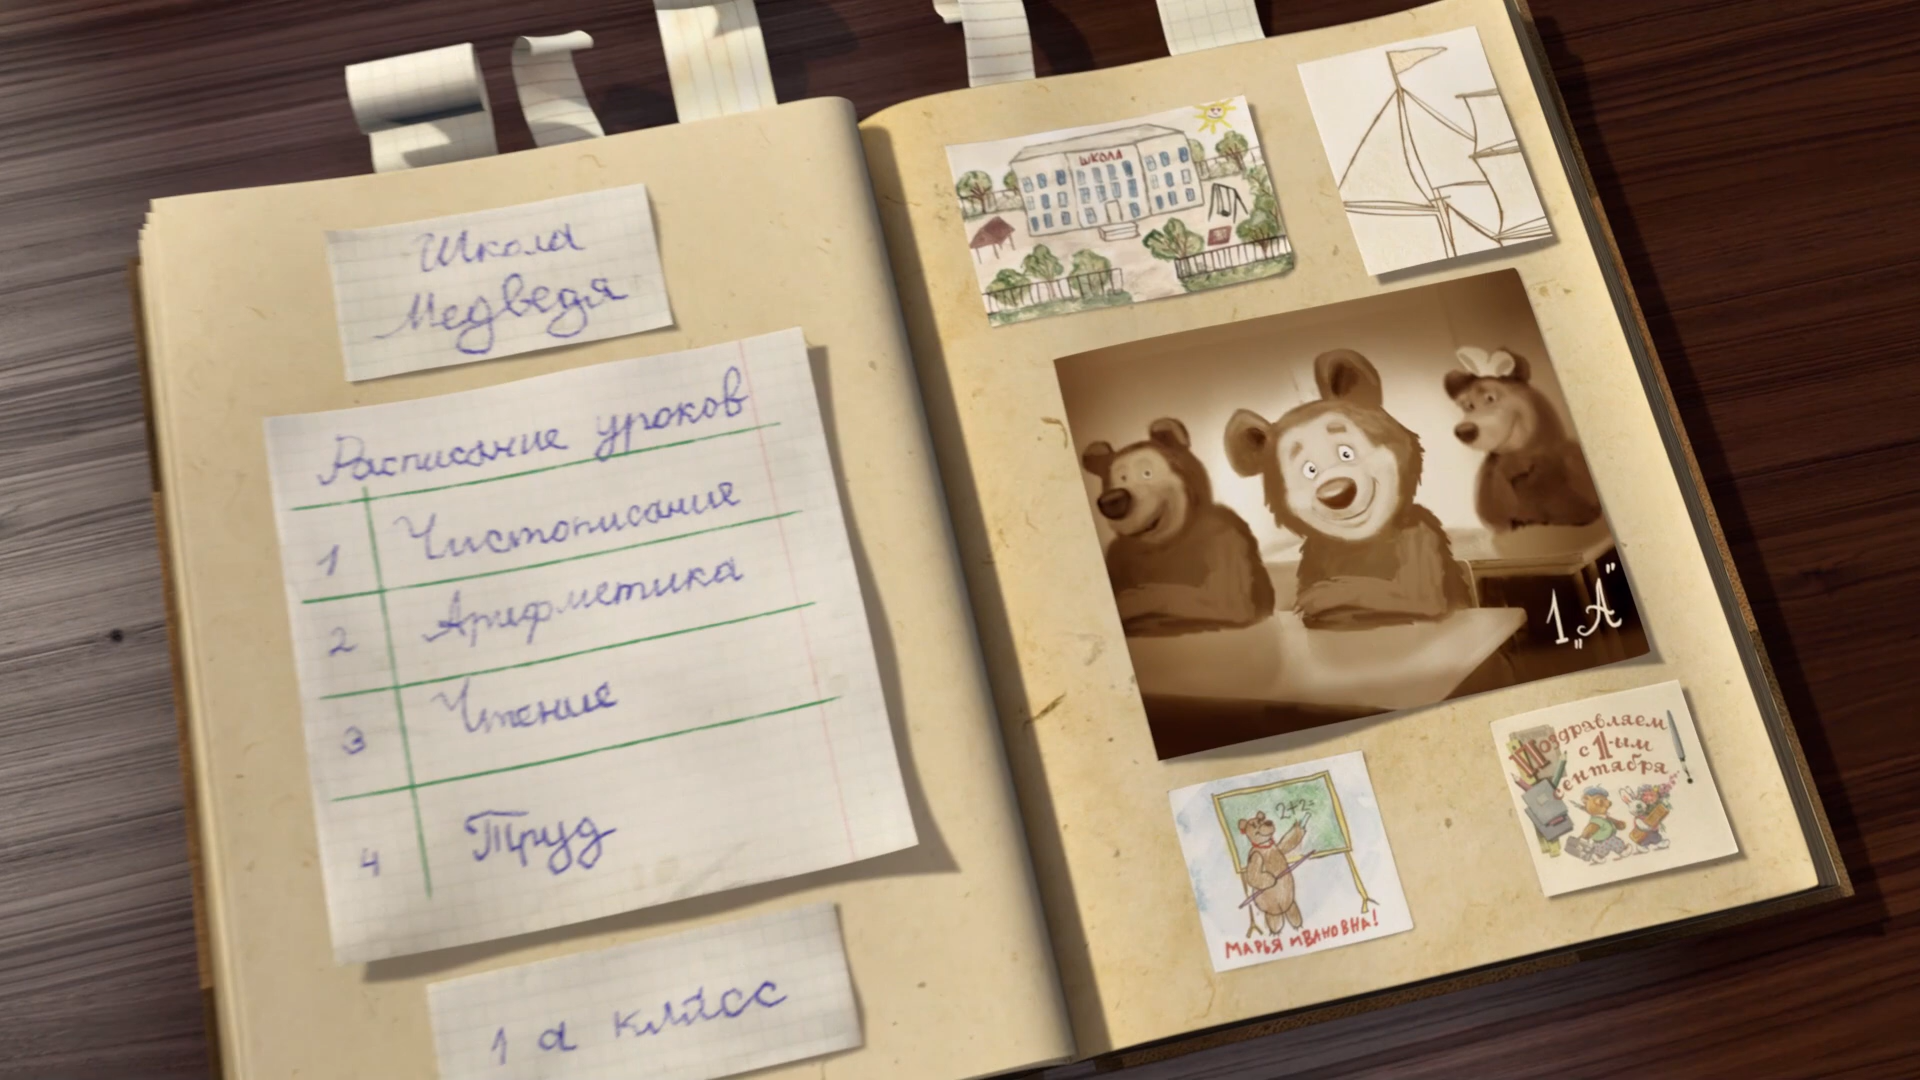 Школа
Медведя
Расписание уроков
1 Чистописание
2 Арифметика
3 Чтение
4 Труд
1 а класс
ШКОЛА
1 „А"
2+2=
МАРЬЯ ИВАНОВНА!
Поздравляем
с 1-ым
сентября